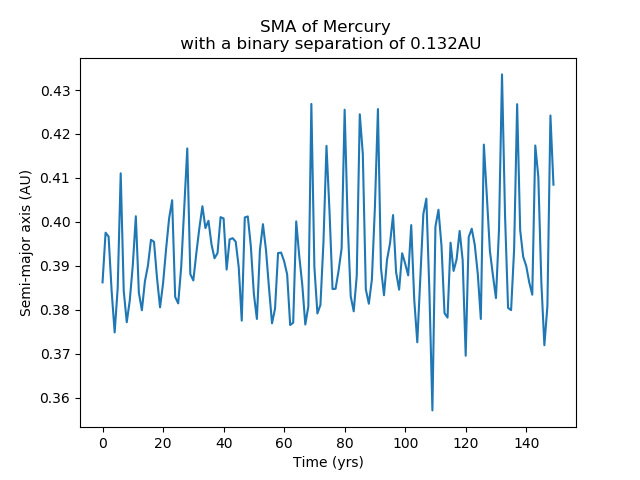 SMA of Mercury
with a binary separation of 0.132AU
0.43
0.42
0.41
0.40
0.39
0.38
0.37
0.36
Semi-major axis (AU)
0 20 40 60 80 100 120 140
Time (yrs)